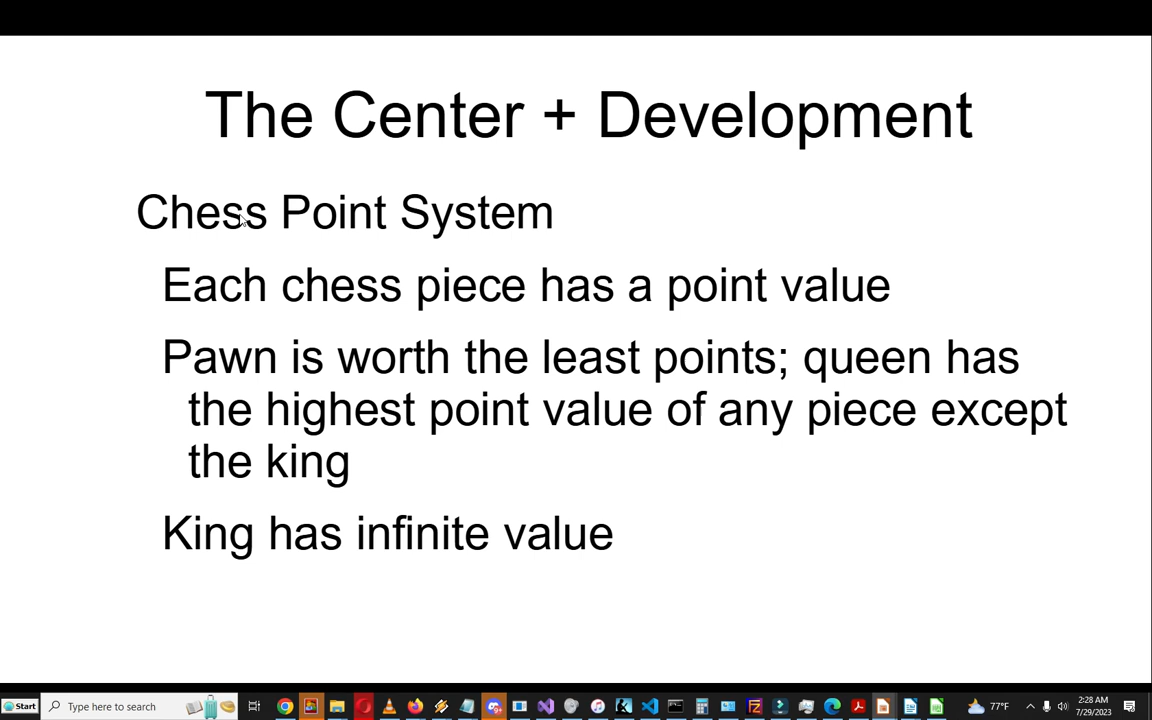 The Center + Development
Chess Point System
Each chess piece has a point value
Pawn is worth the least points; queen has
the highest point value of any piece except
the king
King has infinite value
Start
Type here to search
77°F
2:28 AM
7/29/2023